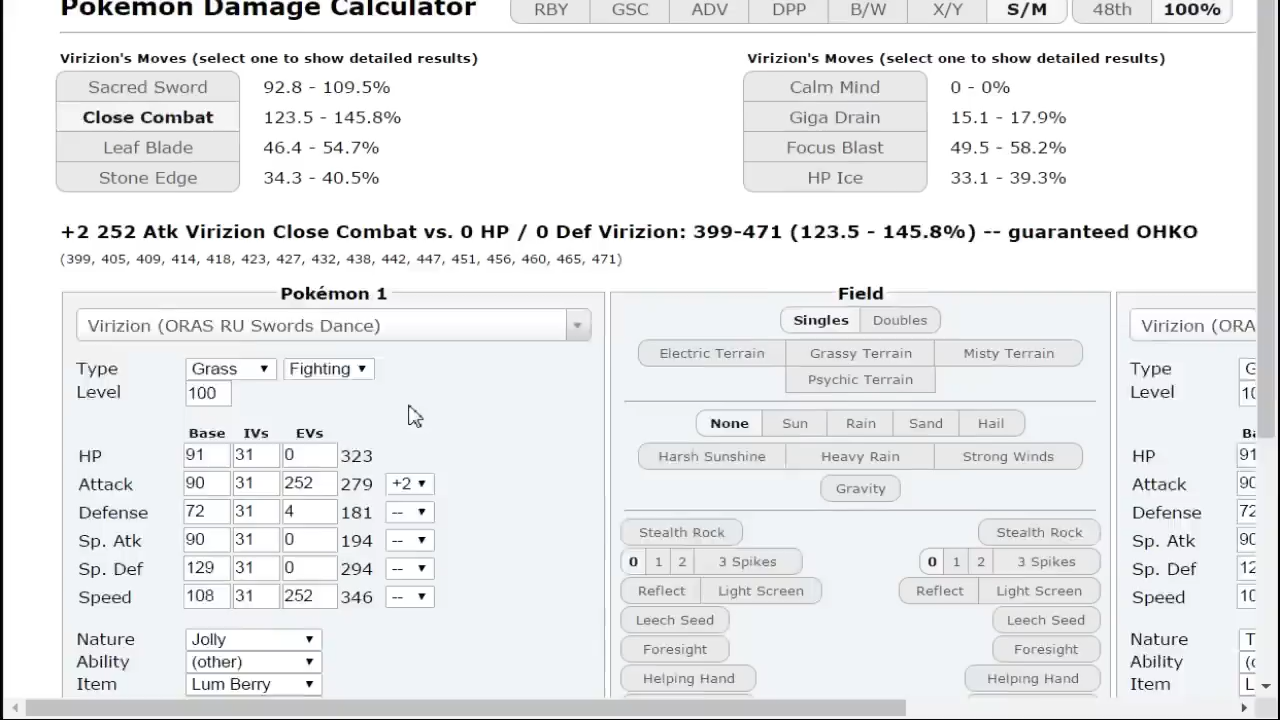 Pokémon Damage Calculator
RBY GSC ADV DPP B/W X/Y S/M 48th 100%
Virizion's Moves (select one to show detailed results) Virizion's Moves (select one to show detailed results)
Sacred Sword 92.8 - 109.5% Calm Mind 0 - 0%
Close Combat 123.5 - 145.8% Giga Drain 15.1 - 17.9%
Leaf Blade 46.4 - 54.7% Focus Blast 49.5 - 58.2%
Stone Edge 34.3 - 40.5% HP Ice 33.1 - 39.3%
+2 252 Atk Virizion Close Combat vs. 0 HP / 0 Def Virizion: 399-471 (123.5 - 145.8%) -- guaranteed OHKO
(399, 405, 409, 414, 418, 423, 427, 432, 438, 442, 447, 451, 456, 460, 465, 471)
Pokémon 1
Virizion (ORAS RU Swords Dance)
Type Grass Fighting
Level 100
Base IVs EVs
HP 91 31 0 323
Attack 90 31 252 279 +2
Defense 72 31 4 181 --
Sp. Atk 90 31 0 194 --
Sp. Def 129 31 0 294 --
Speed 108 31 252 346 --
Nature Jolly
Ability (other)
Item Lum Berry
Field
Singles Doubles
Electric Terrain Grassy Terrain Misty Terrain
Psychic Terrain
None Sun Rain Sand Hail
Harsh Sunshine Heavy Rain Strong Winds
Gravity
Stealth Rock Stealth Rock
0 1 2 3 Spikes 0 1 2 3 Spikes
Reflect Light Screen Reflect Light Screen
Leech Seed Leech Seed
Foresight Foresight
Helping Hand Helping Hand
Virizion (ORA
Type
Level 10
HP 91
Attack 90
Defense 72
Sp. Atk 90
Sp. Def 12
Speed 10
Nature T
Ability (o
Item L